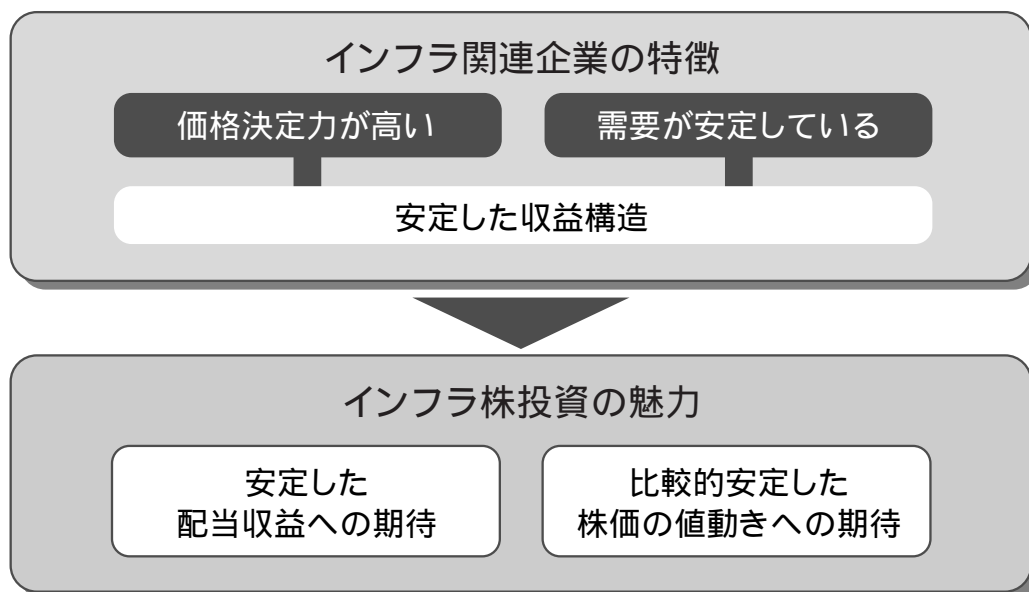 インフラ関連企業の特徴
価格決定力が高い
需要が安定している
安定した収益構造
インフラ株投資の魅力
安定した
配当収益への期待
比較的安定した
株価の値動きへの期待